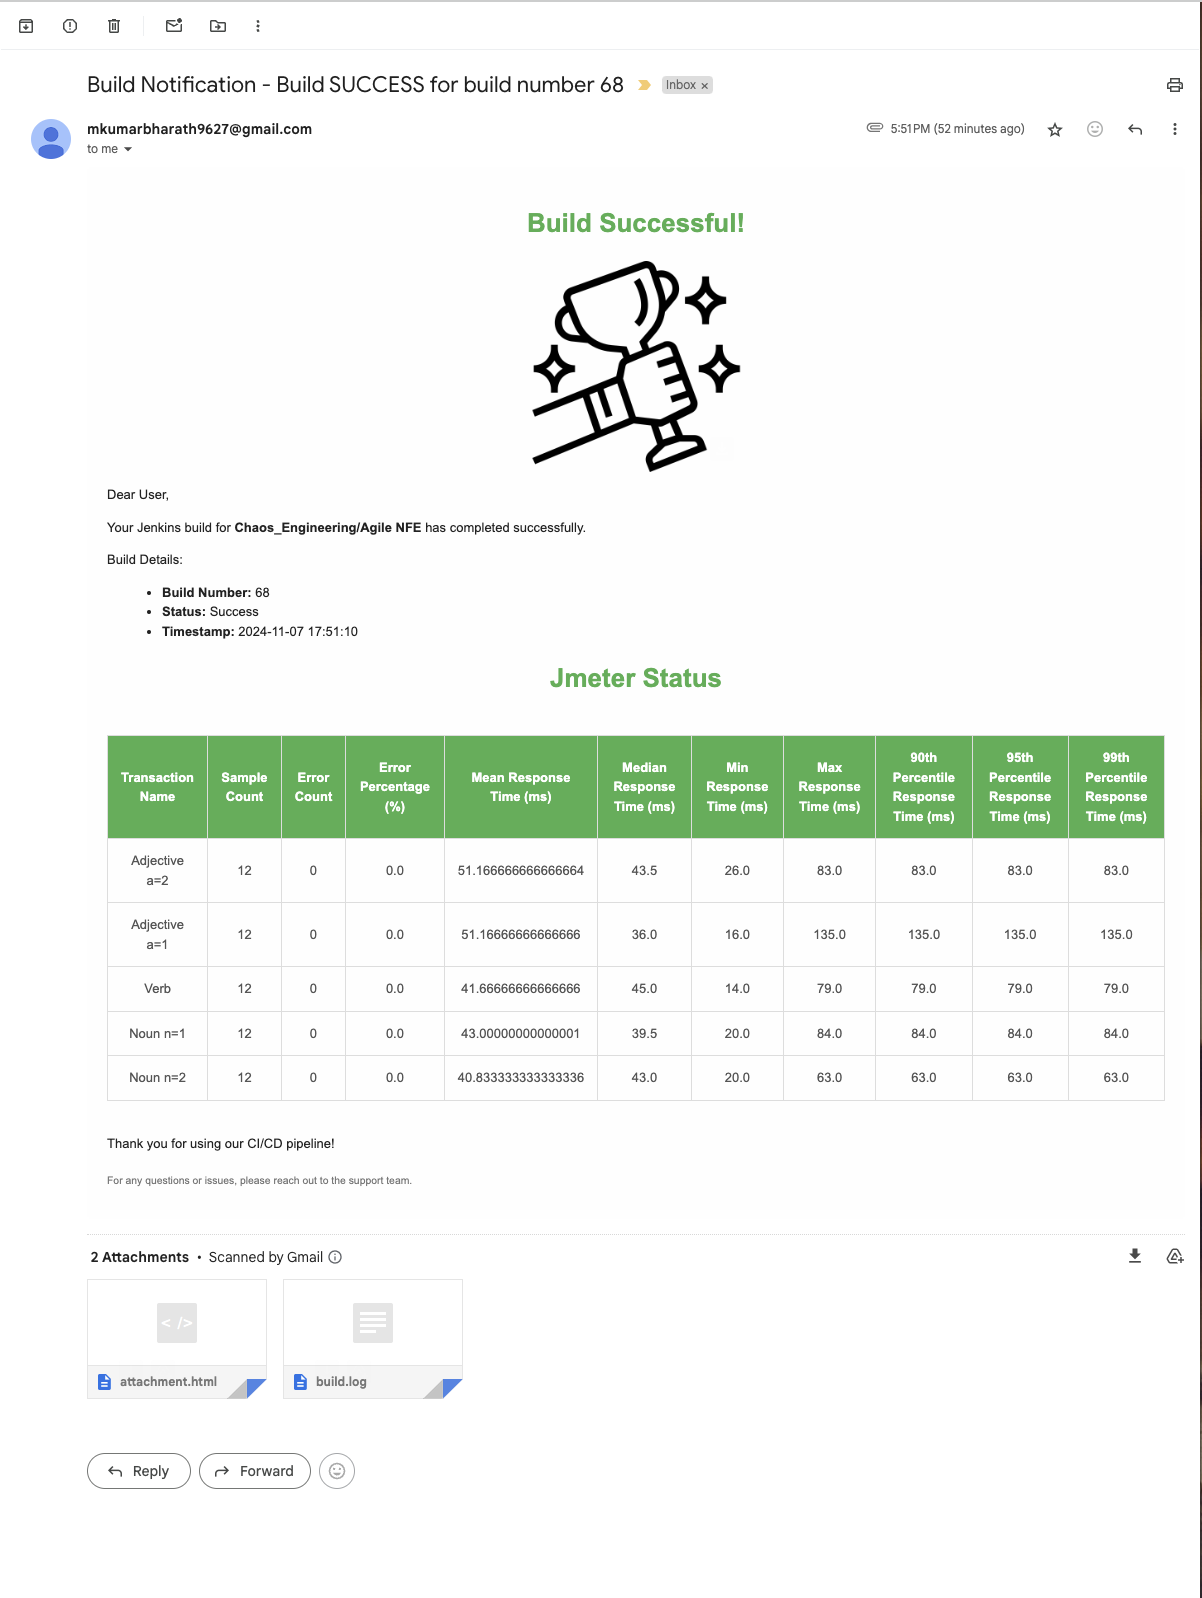 Build Notification - Build SUCCESS for build number 68
Inbox ×
mkumarbharath9627@gmail.com
5:51 PM (52 minutes ago)
to me
Build Successful!
Dear User,
Your Jenkins build for Chaos_Engineering/Agile NFE has completed successfully.
Build Details:
• Build Number: 68
• Status: Success
• Timestamp: 2024-11-07 17:51:10
Jmeter Status
Transaction Name Sample Count Error Count Error Percentage (%) Mean Response Time (ms) Median Response Time (ms) Min Response Time (ms) Max Response Time (ms) 90th Percentile Response Time (ms) 95th Percentile Response Time (ms) 99th Percentile Response Time (ms)
Adjective a=2 12 0 0.0 51.166666666666664 43.5 26.0 83.0 83.0 83.0 83.0
Adjective a=1 12 0 0.0 51.16666666666666 36.0 16.0 135.0 135.0 135.0 135.0
Verb 12 0 0.0 41.66666666666666 45.0 14.0 79.0 79.0 79.0 79.0
Noun n=1 12 0 0.0 43.00000000000001 39.5 20.0 84.0 84.0 84.0 84.0
Noun n=2 12 0 0.0 40.833333333333336 43.0 20.0 63.0 63.0 63.0 63.0
Thank you for using our CI/CD pipeline!
For any questions or issues, please reach out to the support team.
2 Attachments • Scanned by Gmail
< />
attachment.html
build.log
Reply
Forward